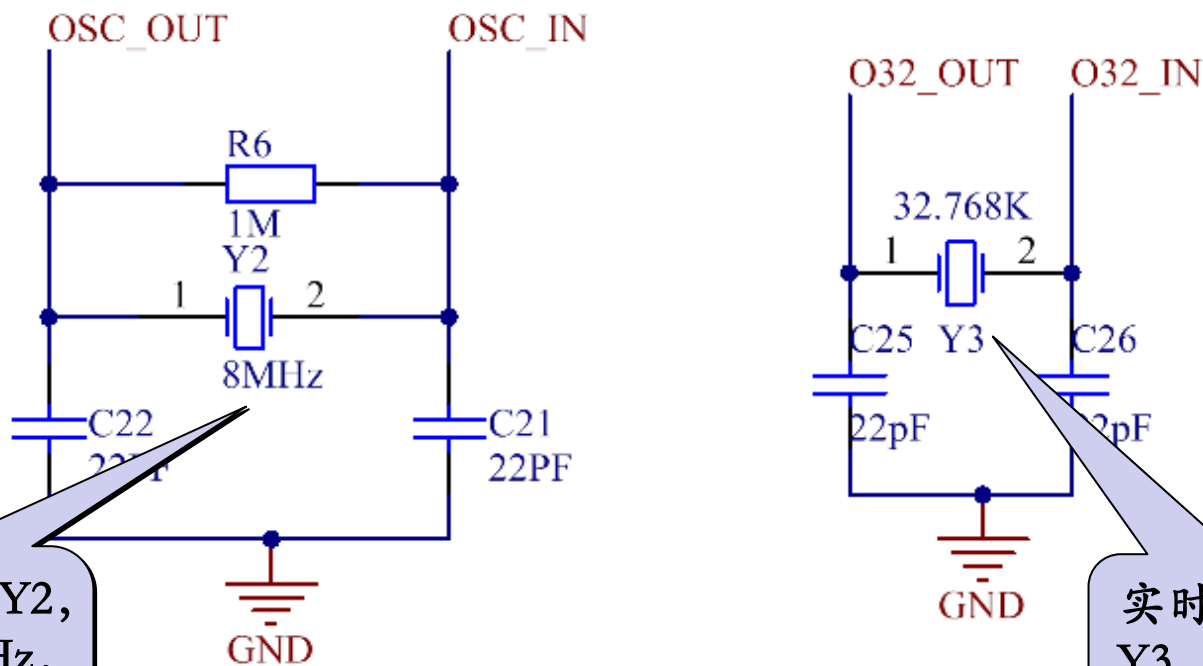 OSC_OUT
OSC_IN
R6
1M
Y2
1
2
8MHz
C22
C21
22PF
GND
O32_OUT
O32_IN
32.768K
1
2
C25
Y3
C26
22pF
GND
Y2,
实时
Y3